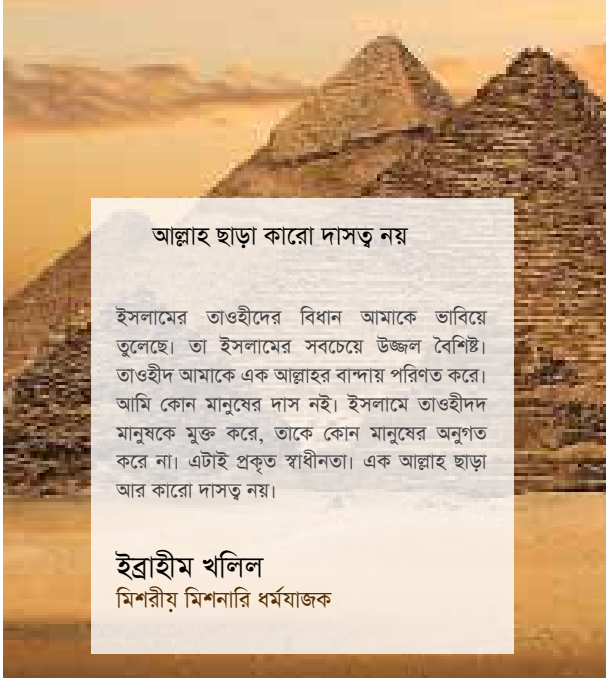 আল্লাহ ছাড়া কারো দাসত্ব নয়
ইসলামের তাওহীদের বিধান আমাকে ভাবিয়ে
তুলেছে। তা ইসলামের সবচেয়ে উজ্জল বৈশিষ্ট।
তাওহীদ আমাকে এক আল্লাহর বান্দায় পরিণত করে।
আমি কোন মানুষের দাস নই। ইসলামে তাওহীদদ
মানুষকে মুক্ত করে, তাকে কোন মানুষের অনুগত
করে না। এটাই প্রকৃত স্বাধীনতা। এক আল্লাহ ছাড়া
আর কারো দাসত্ব নয়।
ইব্রাহীম খলিল
মিশরীয় মিশনারি ধর্মযাজক